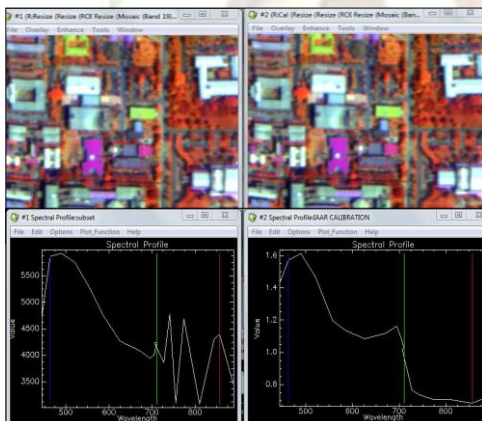 #1 (R:Resize (Resize (ROI Resize (Mosaic (Band 19)...
File Overlay Enhance Tools Window
#2 (R:Cal (Resize (Resize (ROI Resize (Mosaic (Ban...
File Overlay Enhance Tools Window
#1 Spectral Profile:subset
File Edit Options Plot_Function Help
Spectral Profile
5500
5000
4500
4000
3500
Value
500 600 700 800
Wavelength
#2 Spectral Profile:IAAR CALIBRATION
File Edit Options Plot_Function Help
Spectral Profile
1.6
1.4
1.2
1.0
0.8
Value
500 600 700 800
Wavelength